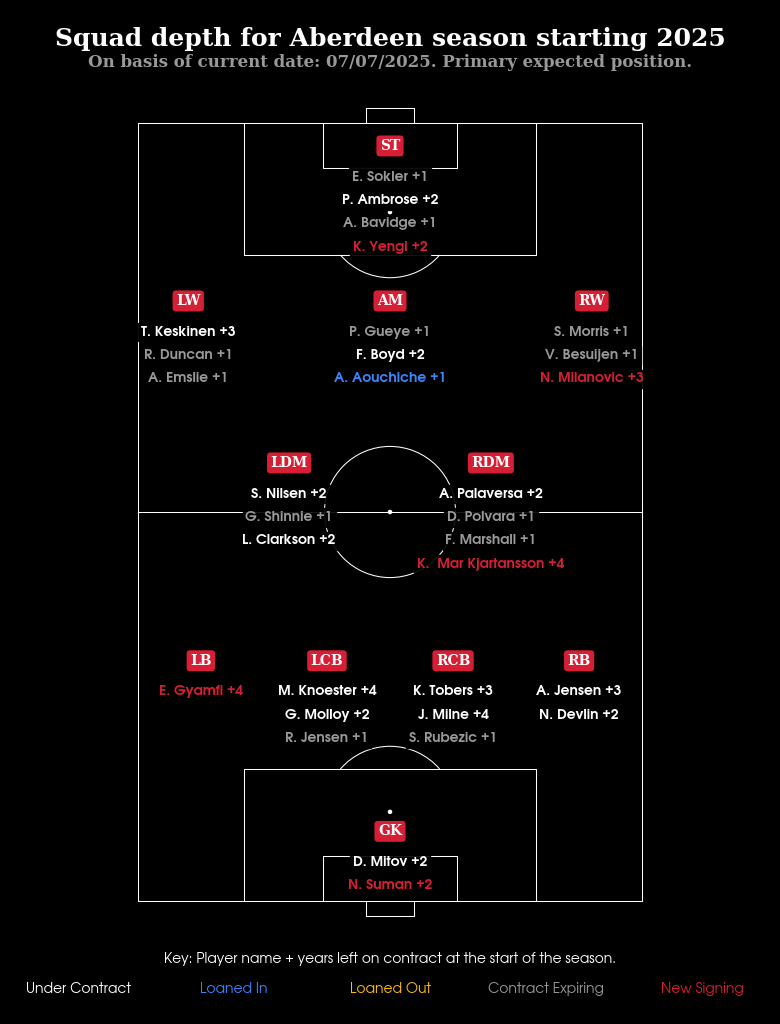 Squad depth for Aberdeen season starting 2025
On basis of current date: 07/07/2025. Primary expected position.
ST
E. Sokler +1
P. Ambrose +2
A. Bavidge +1
K. Yengi +2
LW
T. Keskinen +3
R. Duncan +1
A. Emslie +1
AM
P. Gueye +1
F. Boyd +2
A. Aouchiche +1
RW
S. Morris +1
V. Besuijen +1
N. Milanovic +3
LDM
S. Nilsen +2
G. Shinnie +1
L. Clarkson +2
RDM
A. Palaversa +2
D. Polvara +1
F. Marshall +1
K.  Mar Kjartansson +4
LB
E. Gyamfi +4
LCB
M. Knoester +4
G. Molloy +2
R. Jensen +1
RCB
K. Tobers +3
J. Milne +4
S. Rubezic +1
RB
A. Jensen +3
N. Devlin +2
GK
D. Mitov +2
N. Suman +2
Key: Player name + years left on contract at the start of the season.
Under Contract
Loaned In
Loaned Out
Contract Expiring
New Signing